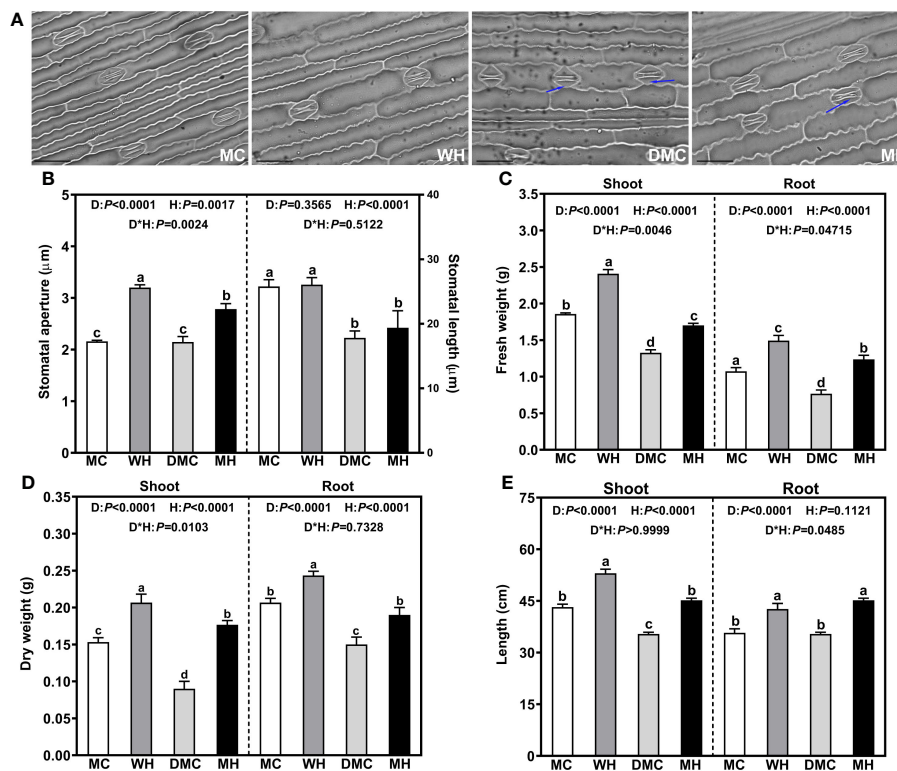 A
MC
WH
DMC
MH
B
D:P<0.0001 H:P=0.0017
D*H:P=0.0024
D:P=0.3565 H:P<0.0001
D*H:P=0.5122
Stomatal aperture (μm)
5
4
3
2
1
0
c
a
c
b
a
a
b
b
MC WH DMC MH MC WH DMC MH
40
30
20
10
0
Stomatal length (μm)
C
Shoot Root
D:P<0.0001 H:P<0.0001
D*H:P=0.0046
D:P<0.0001 H:P<0.0001
D*H:P=0.04715
Fresh weight (g)
3.5
3.0
2.5
2.0
1.5
1.0
0.5
0.0
b
a
d
c
a
c
d
b
MC WH DMC MH MC WH DMC MH
D
Shoot Root
D:P<0.0001 H:P<0.0001
D*H:P=0.0103
D:P<0.0001 H:P<0.0001
D*H:P=0.7328
Dry weight (g)
0.35
0.30
0.25
0.20
0.15
0.10
0.05
0.00
c
a
d
b
b
a
c
b
MC WH DMC MH MC WH DMC MH
E
Shoot Root
D:P<0.0001 H:P<0.0001
D*H:P>0.9999
D:P<0.0001 H:P=0.1121
D*H:P=0.0485
Length (cm)
75
60
45
30
15
0
b
a
c
b
b
a
b
a
MC WH DMC MH MC WH DMC MH